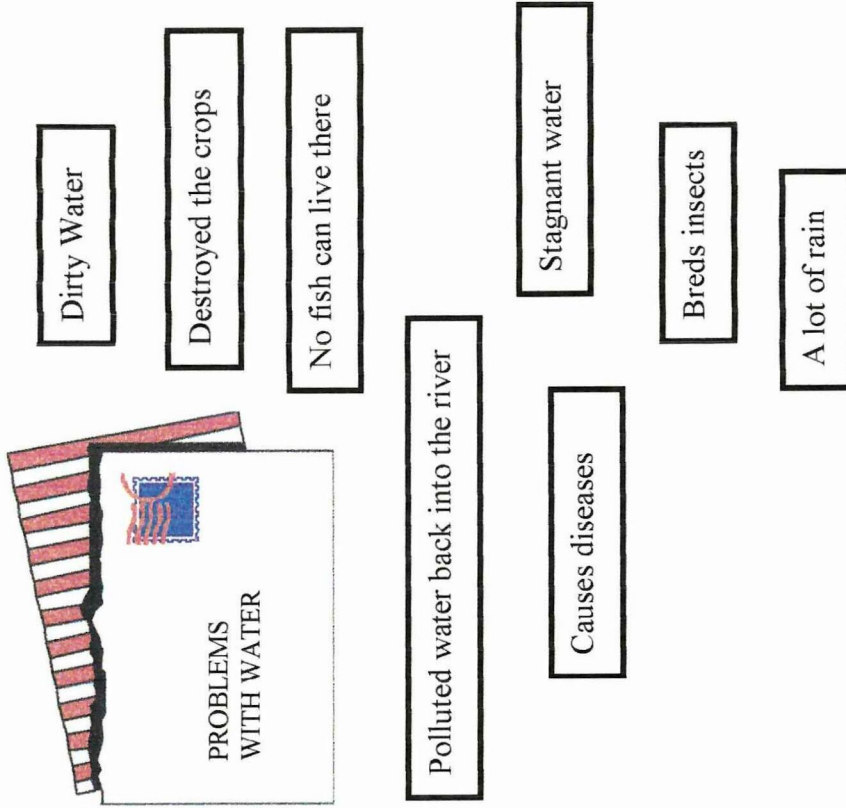 PROBLEMS
WITH WATER
Dirty Water
Destroyed the crops
No fish can live there
Polluted water back into the river
Stagnant water
Causes diseases
Breds insects
A lot of rain